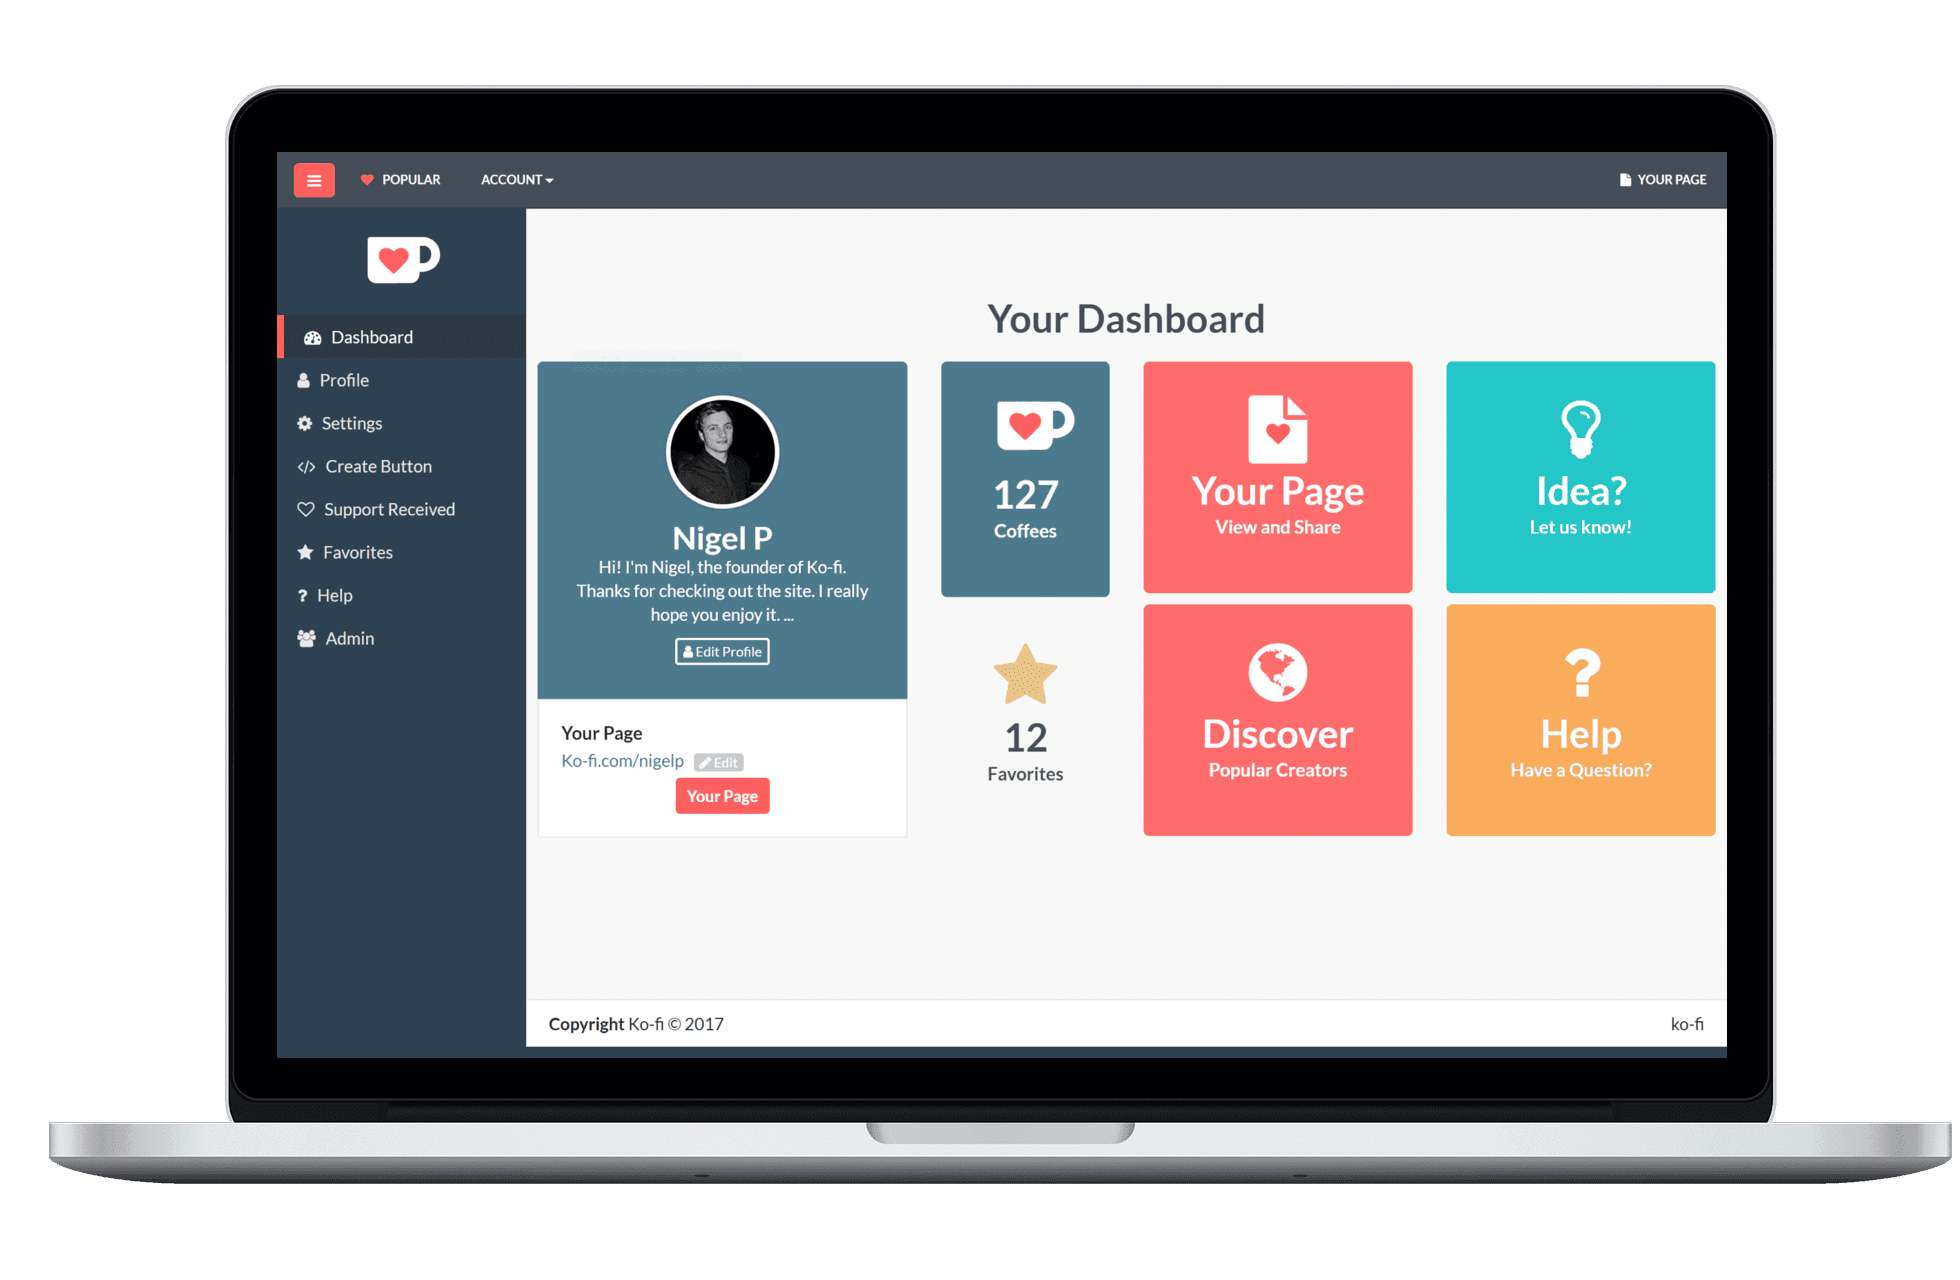 POPULAR
ACCOUNT
YOUR PAGE
Dashboard
Profile
Settings
Create Button
Support Received
Favorites
Help
Admin
Your Dashboard
Nigel P
Hi! I'm Nigel, the founder of Ko-fi.
Thanks for checking out the site. I really
hope you enjoy it. ...
Edit Profile
Your Page
Ko-fi.com/nigelp
Edit
Your Page
127
Coffees
12
Favorites
Your Page
View and Share
Idea?
Let us know!
Discover
Popular Creators
Help
Have a Question?
Copyright Ko-fi © 2017
ko-fi